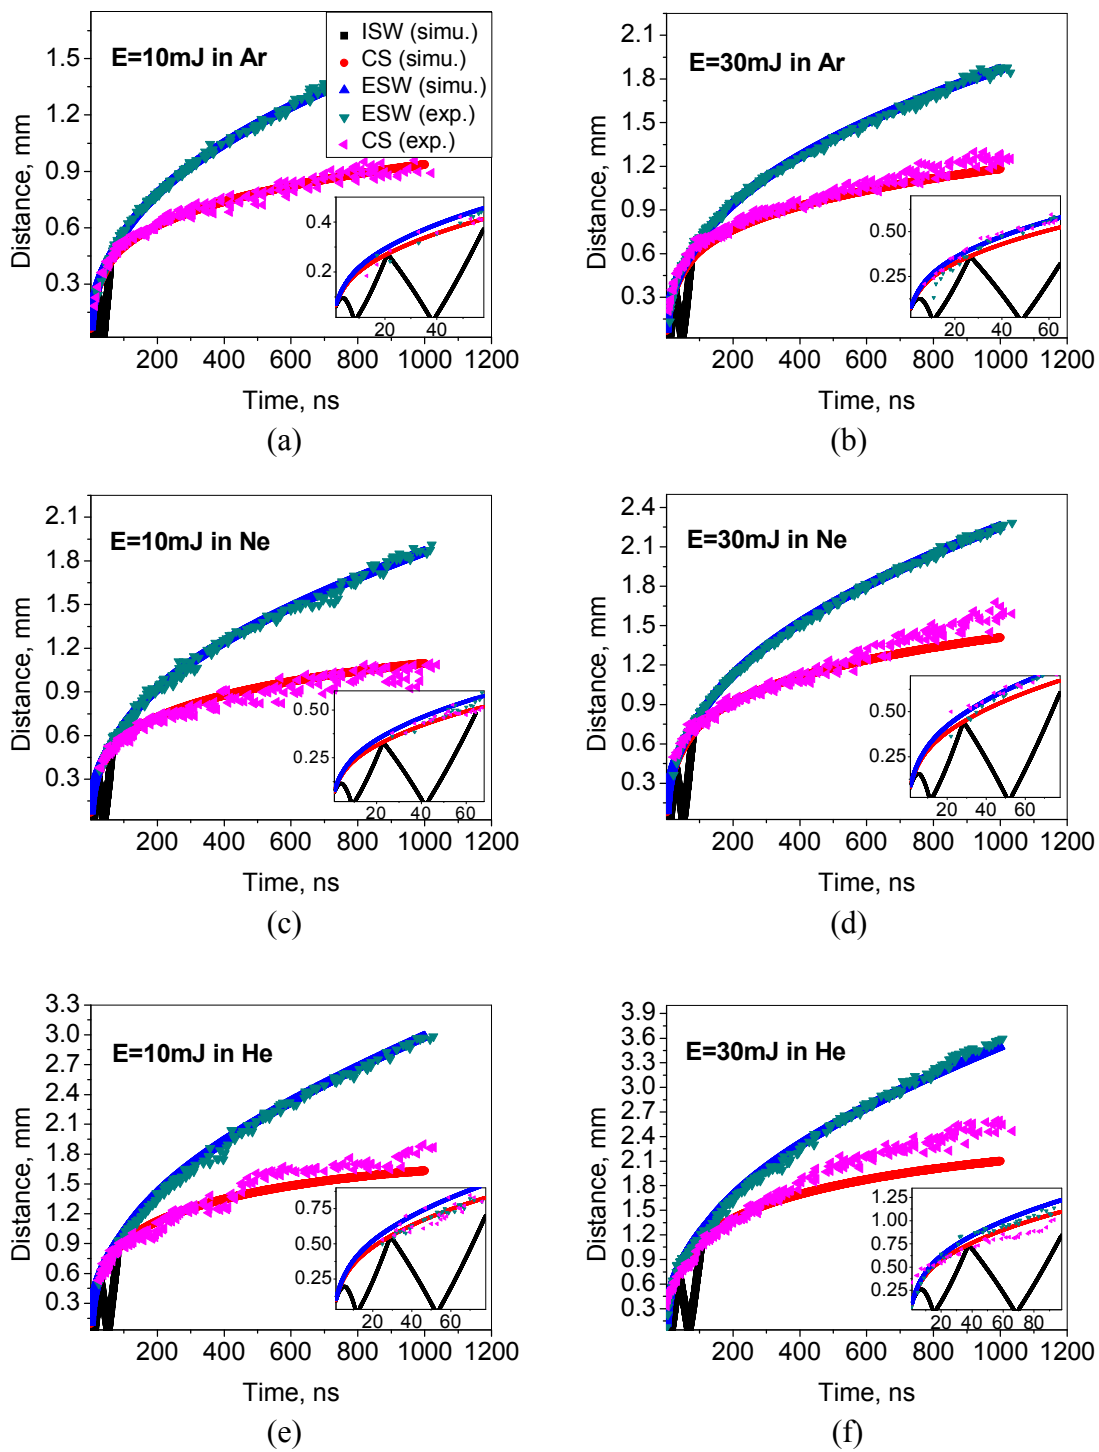 E=10mJ in Ar
ISW (simu.)
CS (simu.)
ESW (simu.)
ESW (exp.)
CS (exp.)
Distance, mm
1.5
1.2
0.9
0.6
0.3
0.4
0.2
20 40
200 400 600 800 1000 1200
Time, ns
(a)
E=30mJ in Ar
Distance, mm
2.1
1.8
1.5
1.2
0.9
0.6
0.3
0.50
0.25
20 40 60
200 400 600 800 1000 1200
Time, ns
(b)
E=10mJ in Ne
Distance, mm
2.1
1.8
1.5
1.2
0.9
0.6
0.3
0.50
0.25
20 40 60
200 400 600 800 1000 1200
Time, ns
(c)
E=30mJ in Ne
Distance, mm
2.4
2.1
1.8
1.5
1.2
0.9
0.6
0.3
0.50
0.25
20 40 60
200 400 600 800 1000 1200
Time, ns
(d)
E=10mJ in He
Distance, mm
3.3
3.0
2.7
2.4
2.1
1.8
1.5
1.2
0.9
0.6
0.3
0.75
0.50
0.25
20 40 60
200 400 600 800 1000 1200
Time, ns
(e)
E=30mJ in He
Distance, mm
3.9
3.6
3.3
3.0
2.7
2.4
2.1
1.8
1.5
1.2
0.9
0.6
0.3
1.25
1.00
0.75
0.50
0.25
20 40 60 80
200 400 600 800 1000 1200
Time, ns
(f)